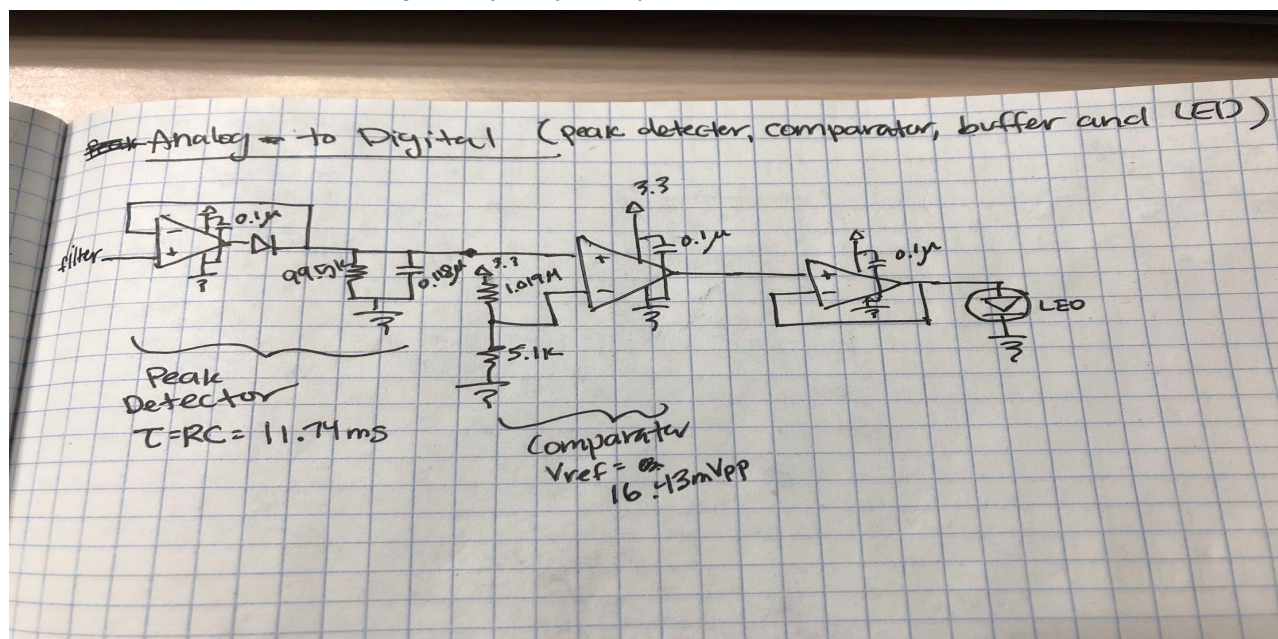 Analog - to Digital (peak detector, comparator, buffer and LED)
3.3
0.1μ
0.1μ
0.1μ
filter
-
+
99.5k
0.118μ
3.3
1.019M
+
-
+
-
LED
5.1k
Peak
Detector
τ=RC= 11.74ms
Comparator
Vref =
16.43mVpp